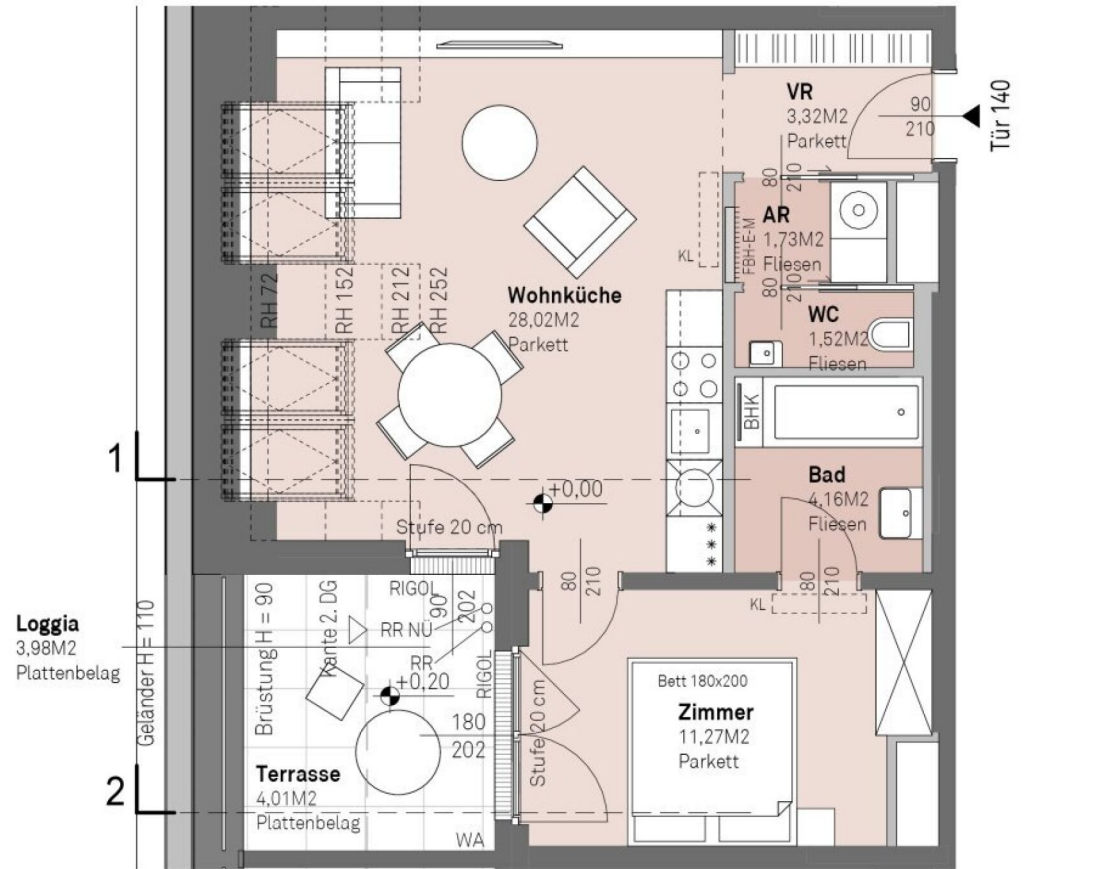 VR
3,32M2
Parkett
90
210
Tür 140
80
210
AR
1,73M2
Fliesen
FBH-E-M
80
210
KL
WC
1,52M2
Fliesen
Wohnküche
28,02M2
Parkett
RH 72
RH 152
RH 212
RH 252
BHK
Bad
4,16M2
Fliesen
1
+0,00
Stufe 20 cm
80
210
80
210
KL
RIGOL
90
202
RR NÜ
RR
RIGOL
Loggia
3,98M2
Plattenbelag
Geländer H = 110
Brüstung H = 90
Kante 2. DG
+0,20
180
202
Stufe 20 cm
Bett 180x200
Zimmer
11,27M2
Parkett
2
Terrasse
4,01M2
Plattenbelag
WA